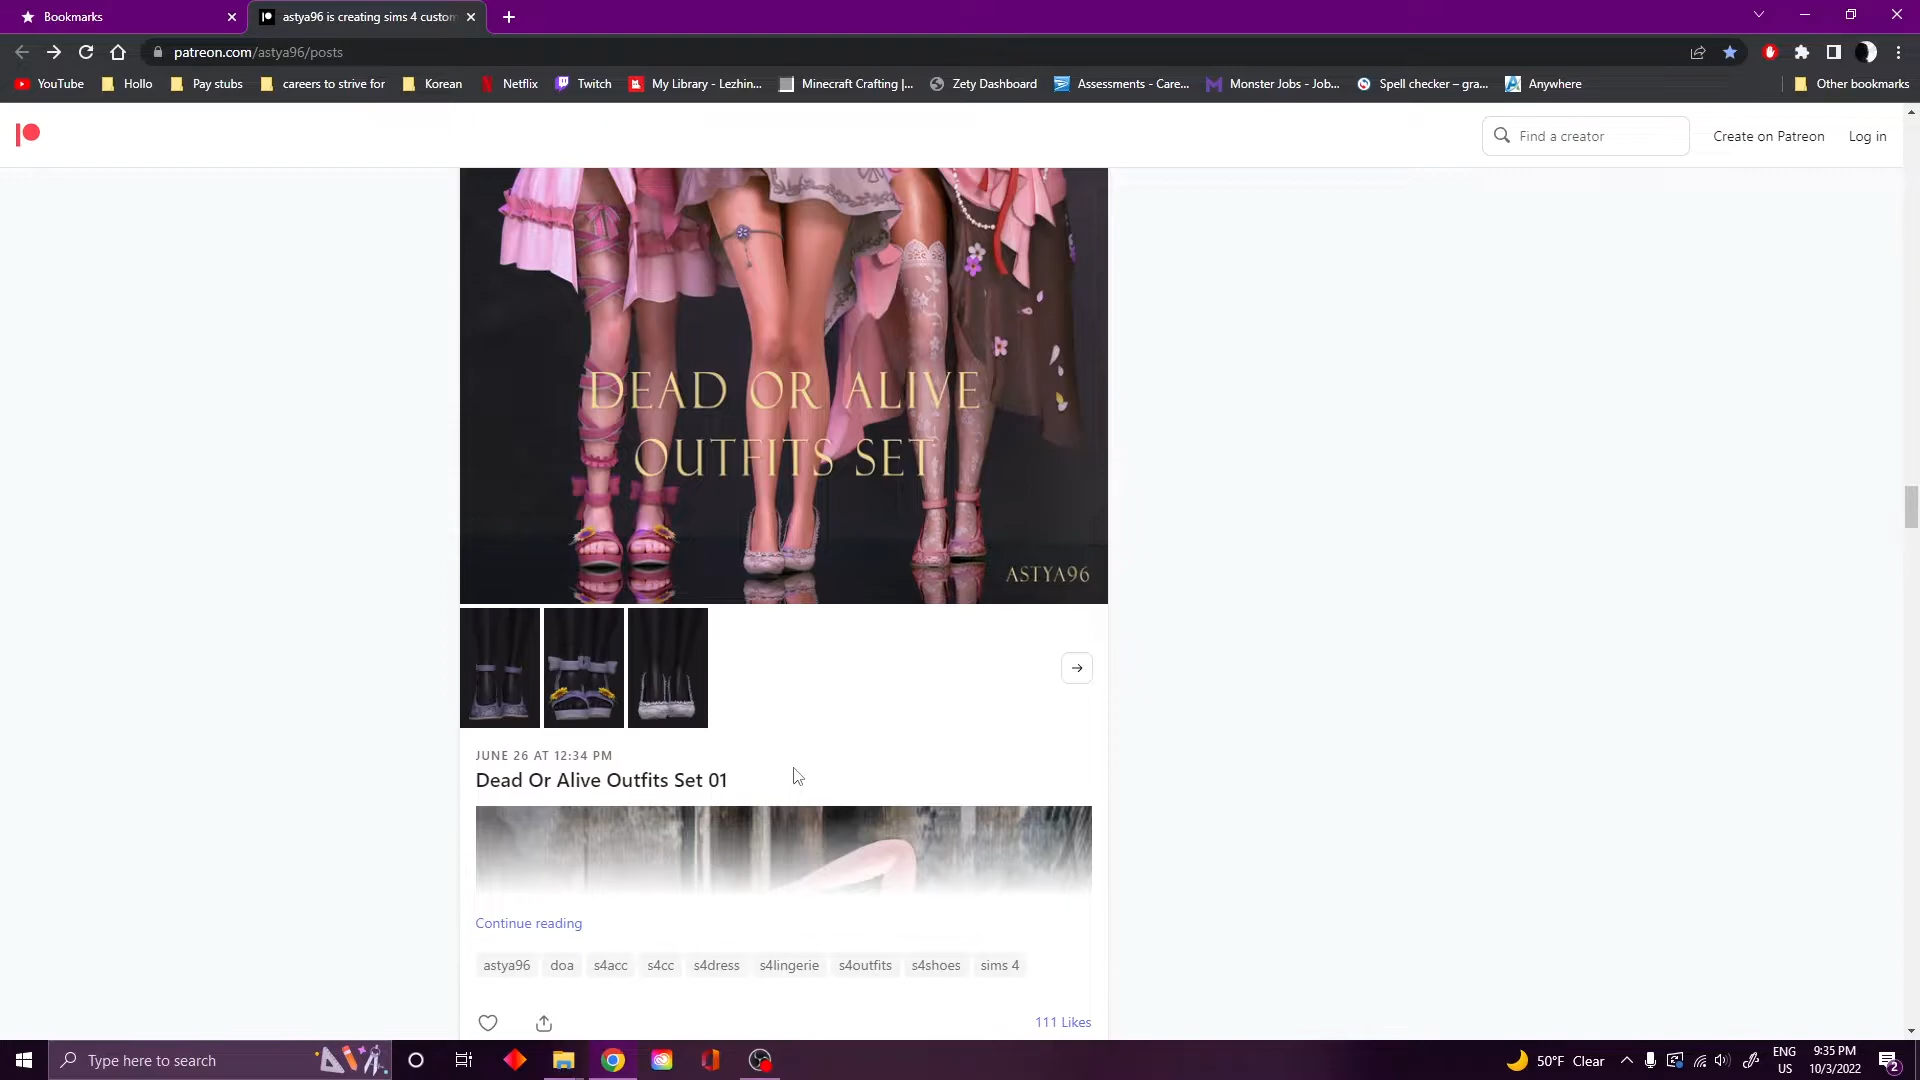 Bookmarks
astya96 is creating sims 4 custom
patreon.com/astya96/posts
YouTube Hollo Pay stubs careers to strive for Korean Netflix Twitch My Library - Lezhin... Minecraft Crafting |... Zety Dashboard Assessments - Care... Monster Jobs - Job... Spell checker – gra... Anywhere Other bookmarks
Find a creator
Create on Patreon
Log in
DEAD OR ALIVE
OUTFITS SET
ASTYA96
JUNE 26 AT 12:34 PM
Dead Or Alive Outfits Set 01
Continue reading
astya96 doa s4acc s4cc s4dress s4lingerie s4outfits s4shoes sims 4
111 Likes
Type here to search
50°F Clear
ENG
US
9:35 PM
10/3/2022
2